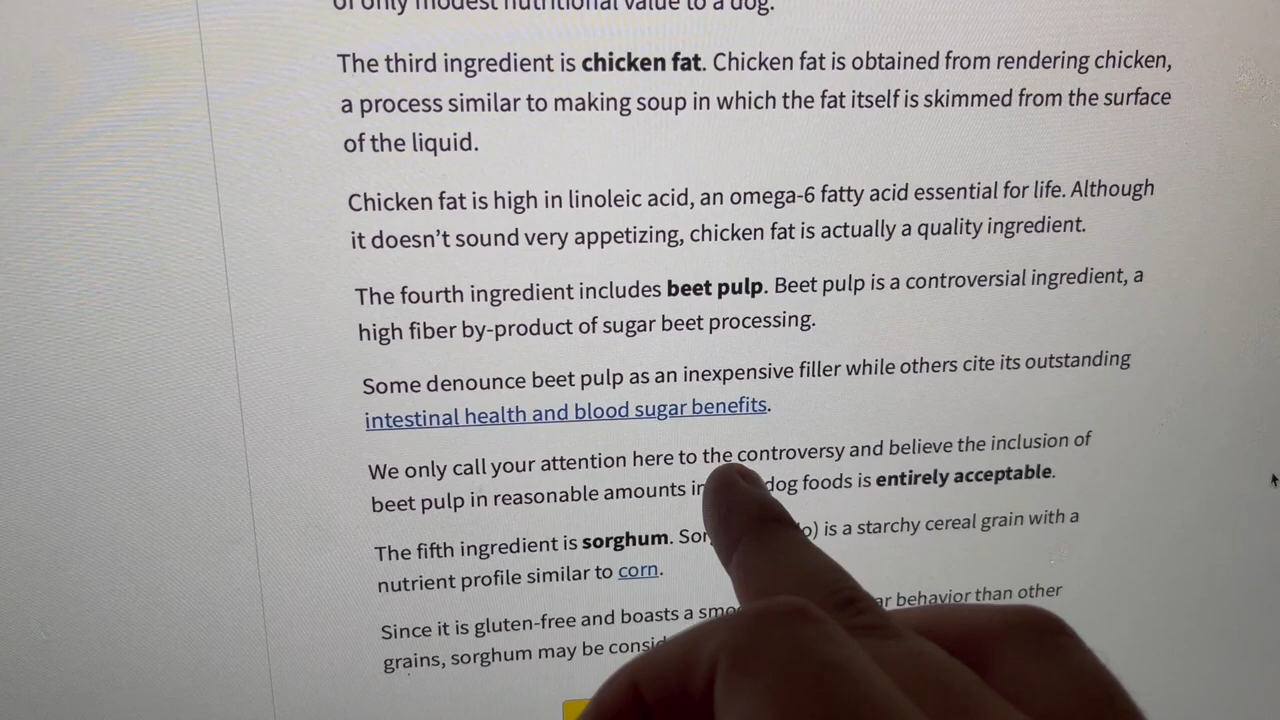 of only modest nutritional value to a dog.
The third ingredient is chicken fat. Chicken fat is obtained from rendering chicken,
a process similar to making soup in which the fat itself is skimmed from the surface
of the liquid.
Chicken fat is high in linoleic acid, an omega-6 fatty acid essential for life. Although
it doesn’t sound very appetizing, chicken fat is actually a quality ingredient.
The fourth ingredient includes beet pulp. Beet pulp is a controversial ingredient, a
high fiber by-product of sugar beet processing.
Some denounce beet pulp as an inexpensive filler while others cite its outstanding
intestinal health and blood sugar benefits.
We only call your attention here to the controversy and believe the inclusion of
beet pulp in reasonable amounts in dog foods is entirely acceptable.
The fifth ingredient is sorghum. is a starchy cereal grain with a
nutrient profile similar to corn.
Since it is gluten-free and boasts a behavior than other
grains, sorghum may be